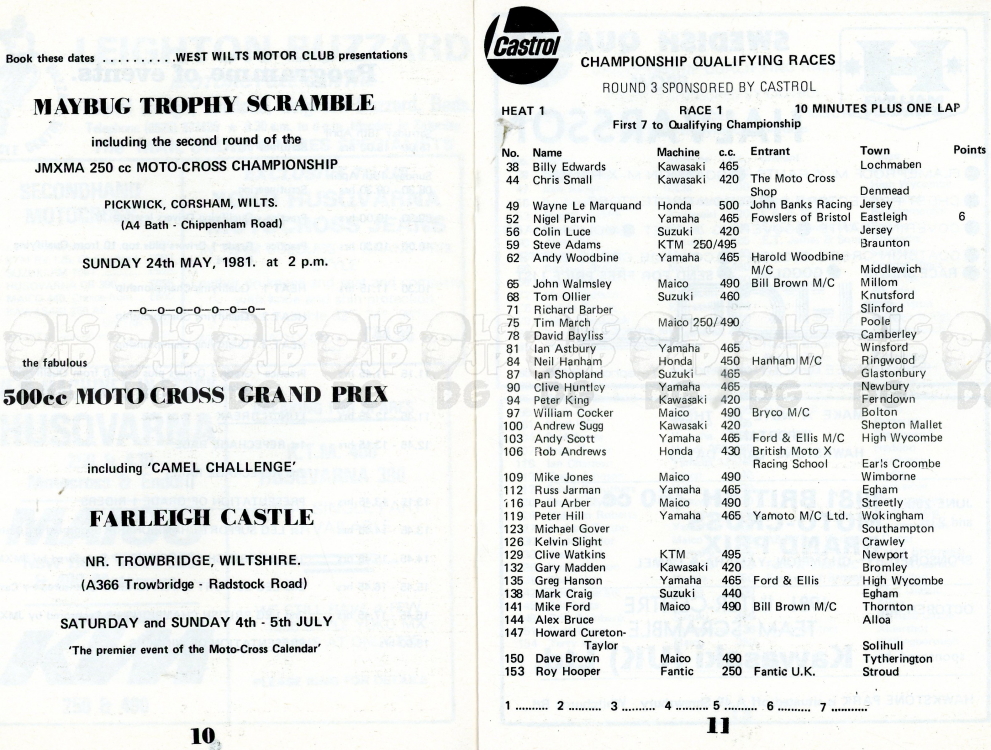 Book these dates ..........WEST WILTS MOTOR CLUB presentations
MAYBUG TROPHY SCRAMBLE
including the second round of the
JMXMA 250 cc MOTO-CROSS CHAMPIONSHIP
PICKWICK, CORSHAM, WILTS.
(A4 Bath - Chippenham Road)
SUNDAY 24th MAY, 1981. at 2 p.m.
---o---o---o---o---o---o---
the fabulous
500cc MOTO CROSS GRAND PRIX
including 'CAMEL CHALLENGE'.
FARLEIGH CASTLE
NR. TROWBRIDGE, WILTSHIRE.
(A366 Trowbridge - Radstock Road)
SATURDAY and SUNDAY 4th - 5th JULY
'The premier event of the Moto-Cross Calendar'
10
Castrol
CHAMPIONSHIP QUALIFYING RACES
ROUND 3 SPONSORED BY CASTROL
HEAT 1 RACE 1 10 MINUTES PLUS ONE LAP
First 7 to Qualifying Championship
No. Name Machine c.c. Entrant Town Points
38 Billy Edwards Kawasaki 465 Lochmaben
44 Chris Small Kawasaki 420 The Moto Cross
Shop Denmead
49 Wayne Le Marquand Honda 500 John Banks Racing Jersey
52 Nigel Parvin Yamaha 465 Fowslers of Bristol Eastleigh 6
56 Colin Luce Suzuki 420 Jersey
59 Steve Adams KTM 250/495 Braunton
62 Andy Woodbine Yamaha 465 Harold Woodbine
M/C Middlewich
65 John Walmsley Maico 490 Bill Brown M/C Millom
68 Tom Ollier Suzuki 460 Knutsford
71 Richard Barber Slinford
75 Tim March Maico 250/490 Poole
78 David Bayliss Camberley
81 Ian Astbury Yamaha 465 Winsford
84 Neil Hanham Honda 450 Hanham M/C Ringwood
87 Ian Shopland Suzuki 465 Glastonbury
90 Clive Huntley Yamaha 465 Newbury
94 Peter King Kawasaki 420 Ferndown
97 William Cocker Maico 490 Bryco M/C Bolton
100 Andrew Sugg Kawasaki 420 Shepton Mallet
103 Andy Scott Yamaha 465 Ford & Ellis M/C High Wycombe
106 Rob Andrews Honda 430 British Moto X
Racing School Earls Croombe
109 Mike Jones Maico 490 Wimborne
112 Russ Jarman Yamaha 465 Egham
116 Paul Arber Maico 490 Streetly
119 Peter Hill Yamaha 465 Yamoto M/C Ltd. Wokingham
123 Michael Gover Southampton
126 Kelvin Slight Crawley
129 Clive Watkins KTM 495 Newport
132 Gary Madden Kawasaki 420 Bromley
135 Greg Hanson Yamaha 465 Ford & Ellis High Wycombe
138 Mark Craig Suzuki 440 Egham
141 Mike Ford Maico 490 Bill Brown M/C Thornton
144 Alex Bruce Alloa
147 Howard Cureton-
Taylor Solihull
150 Dave Brown Maico 490 Tytherington
153 Roy Hooper Fantic 250 Fantic U.K. Stroud
1 .......... 2 .......... 3 .......... 4 .......... 5 .......... 6 .......... 7 ..........
11